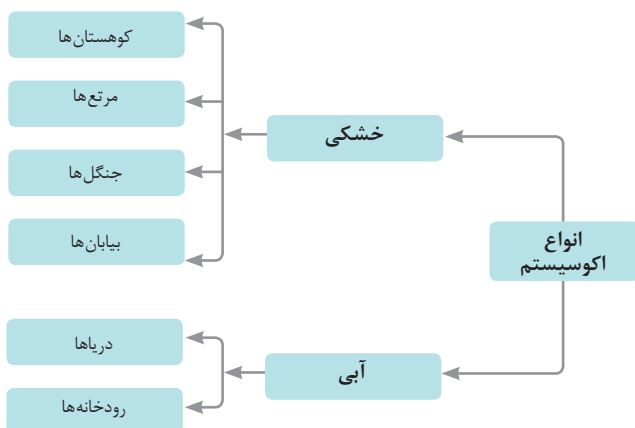 انواع
اکوسیستم
خشکی
کوهستان‌ها
مرتع‌ها
جنگل‌ها
بیابان‌ها
آبی
دریاها
رودخانه‌ها